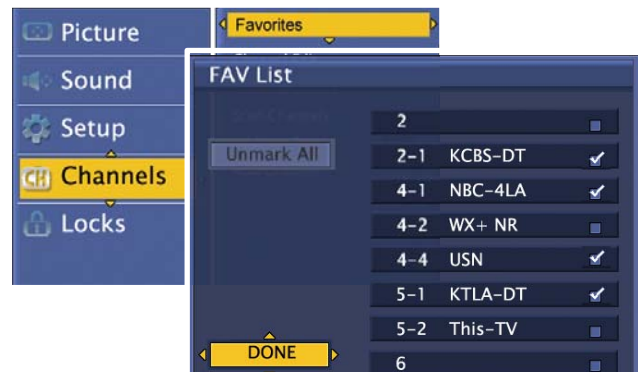 Picture
Sound
Setup
CH Channels
Locks
Favorites
FAV List
Unmark All
DONE
2
2-1 KCBS-DT
4-1 NBC-4LA
4-2 WX+ NR
4-4 USN
5-1 KTLA-DT
5-2 This-TV
6